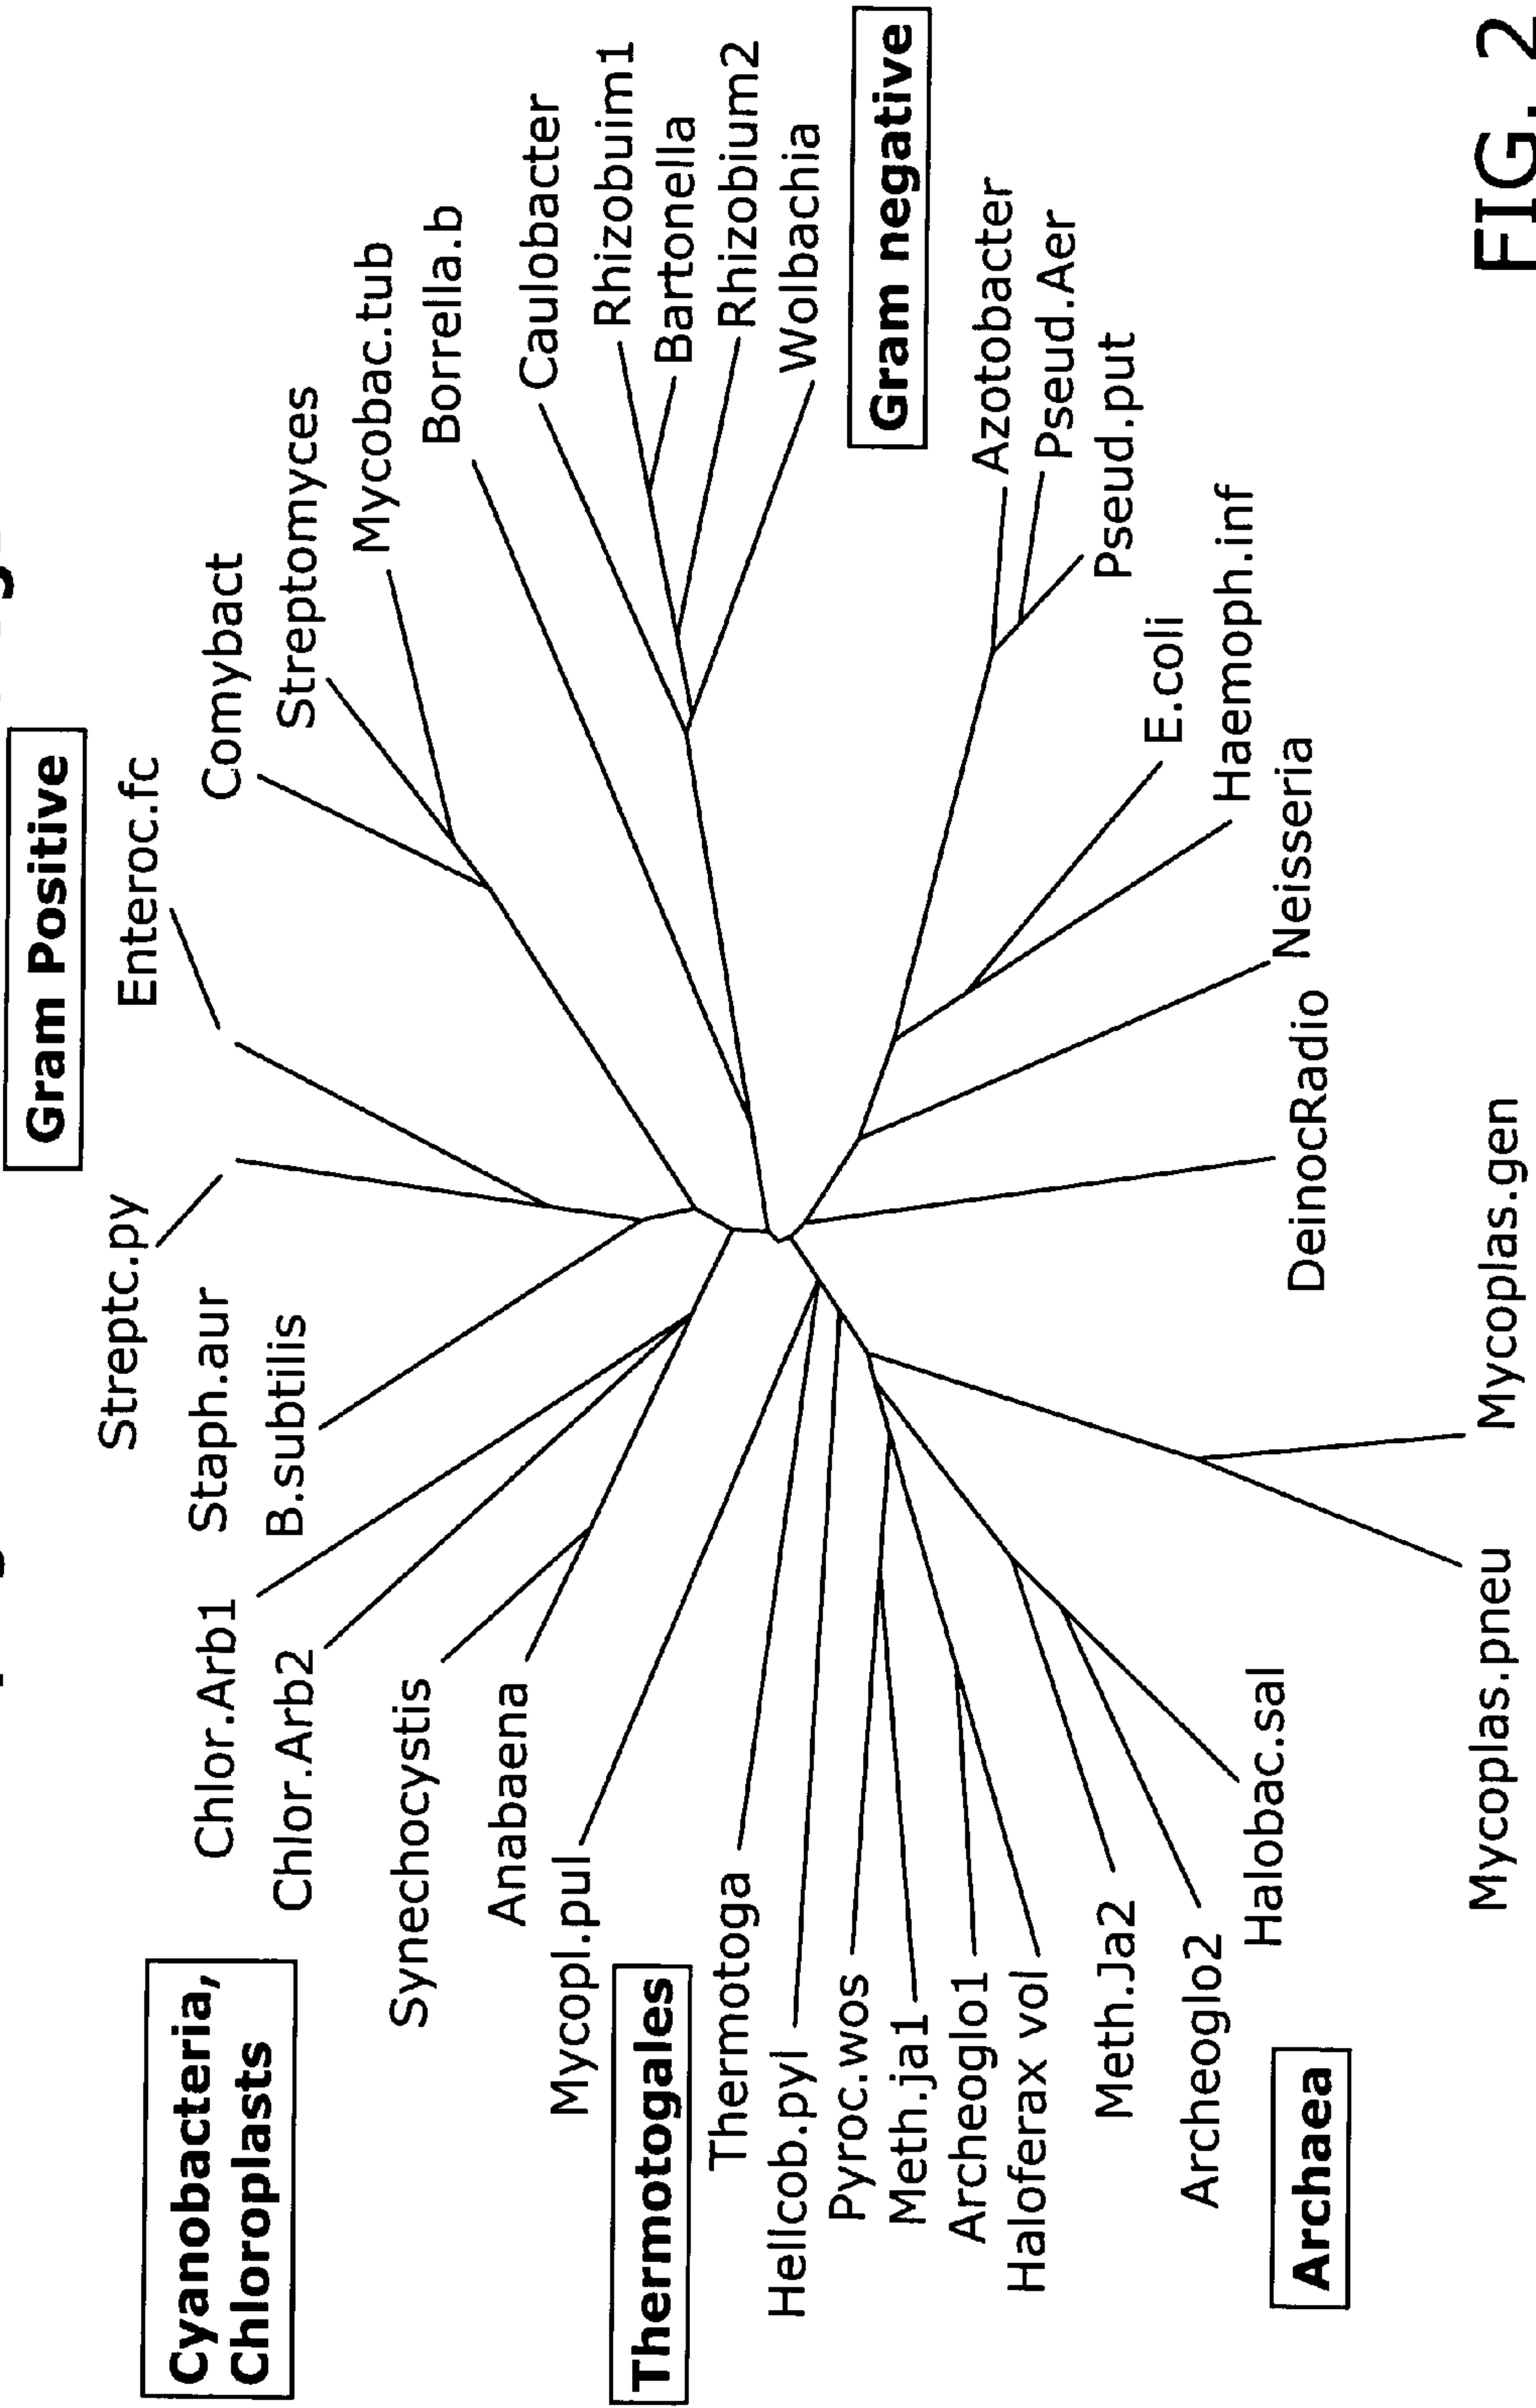 Gram Positive
Streptc.py
Enteroc.fc
Staph.aur
Comybact
B.subtilis
Streptomyces
Chlor.Arb1
Mycobac.tub
Chlor.Arb2
Borrella.b
Cyanobacteria,
Chloroplasts
Synechocystis
Caulobacter
Anabaena
Rhizobuim1
Mycopl.pul
Bartonella
Thermotogales
Rhizobium2
Thermotoga
Wolbachia
Helicob.pyl
Gram negative
Pyroc.wos
Meth.ja1
Azotobacter
Archeoglo1
Pseud.Aer
Haloferax vol
Pseud.put
Meth.Ja2
E.coli
Archeoglo2
Haemoph.inf
Halobac.sal
Neisseria
Archaea
DeinocRadio
Mycoplas.pneu
Mycoplas.gen
FIG. 2